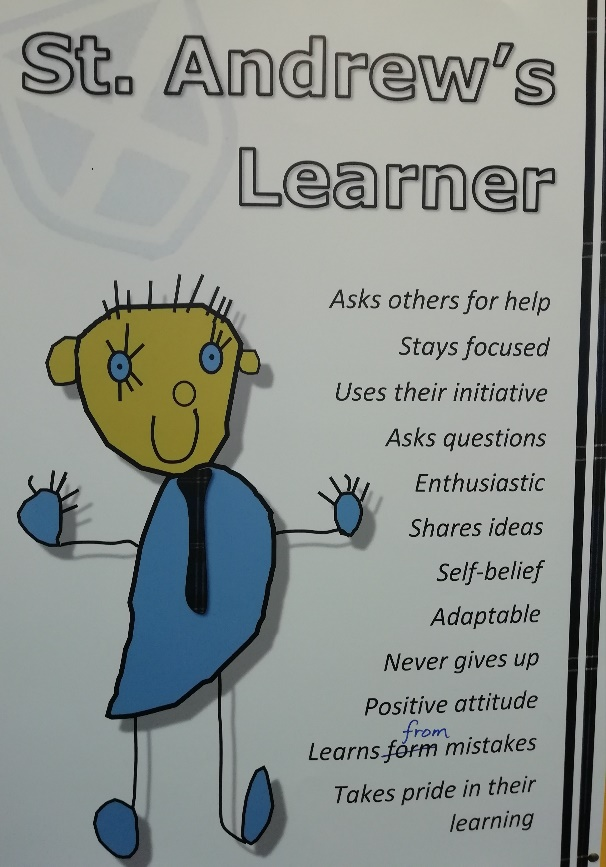 St. Andrew's
Learner
Asks others for help
Stays focused
Uses their initiative
Asks questions
Enthusiastic
Shares ideas
Self-belief
Adaptable
Never gives up
Positive attitude
from
Learns form mistakes
Takes pride in their
learning